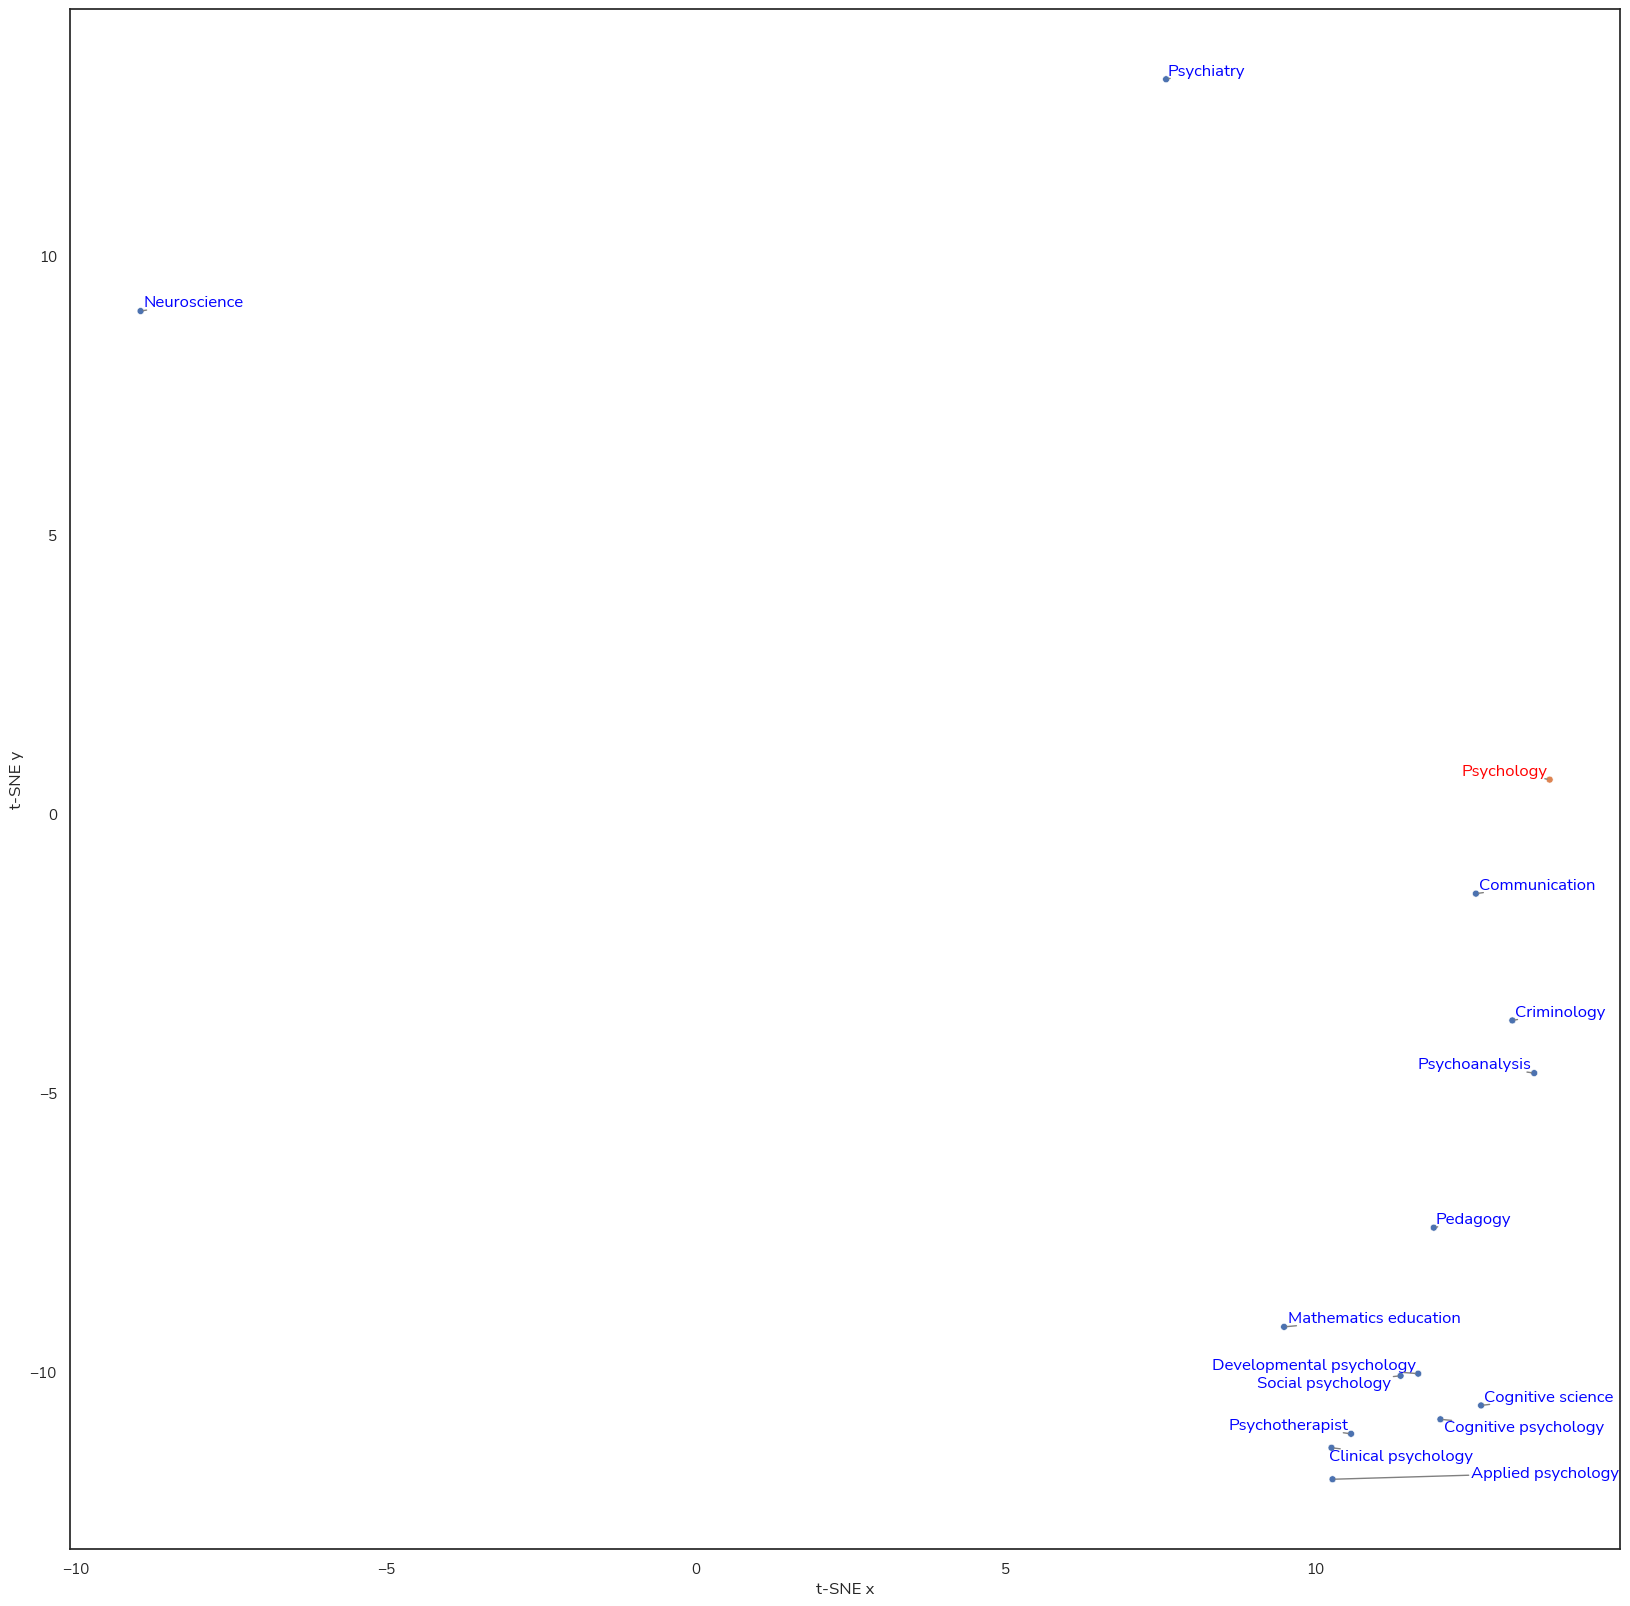 Psychiatry
10
Neuroscience
5
Psychology
0
Communication
Criminology
Psychoanalysis
−5
Pedagogy
Mathematics education
Developmental psychology
−10
Social psychology
Cognitive science
Psychotherapist
Cognitive psychology
Clinical psychology
Applied psychology
t-SNE y
−10 −5 0 5 10
t-SNE x